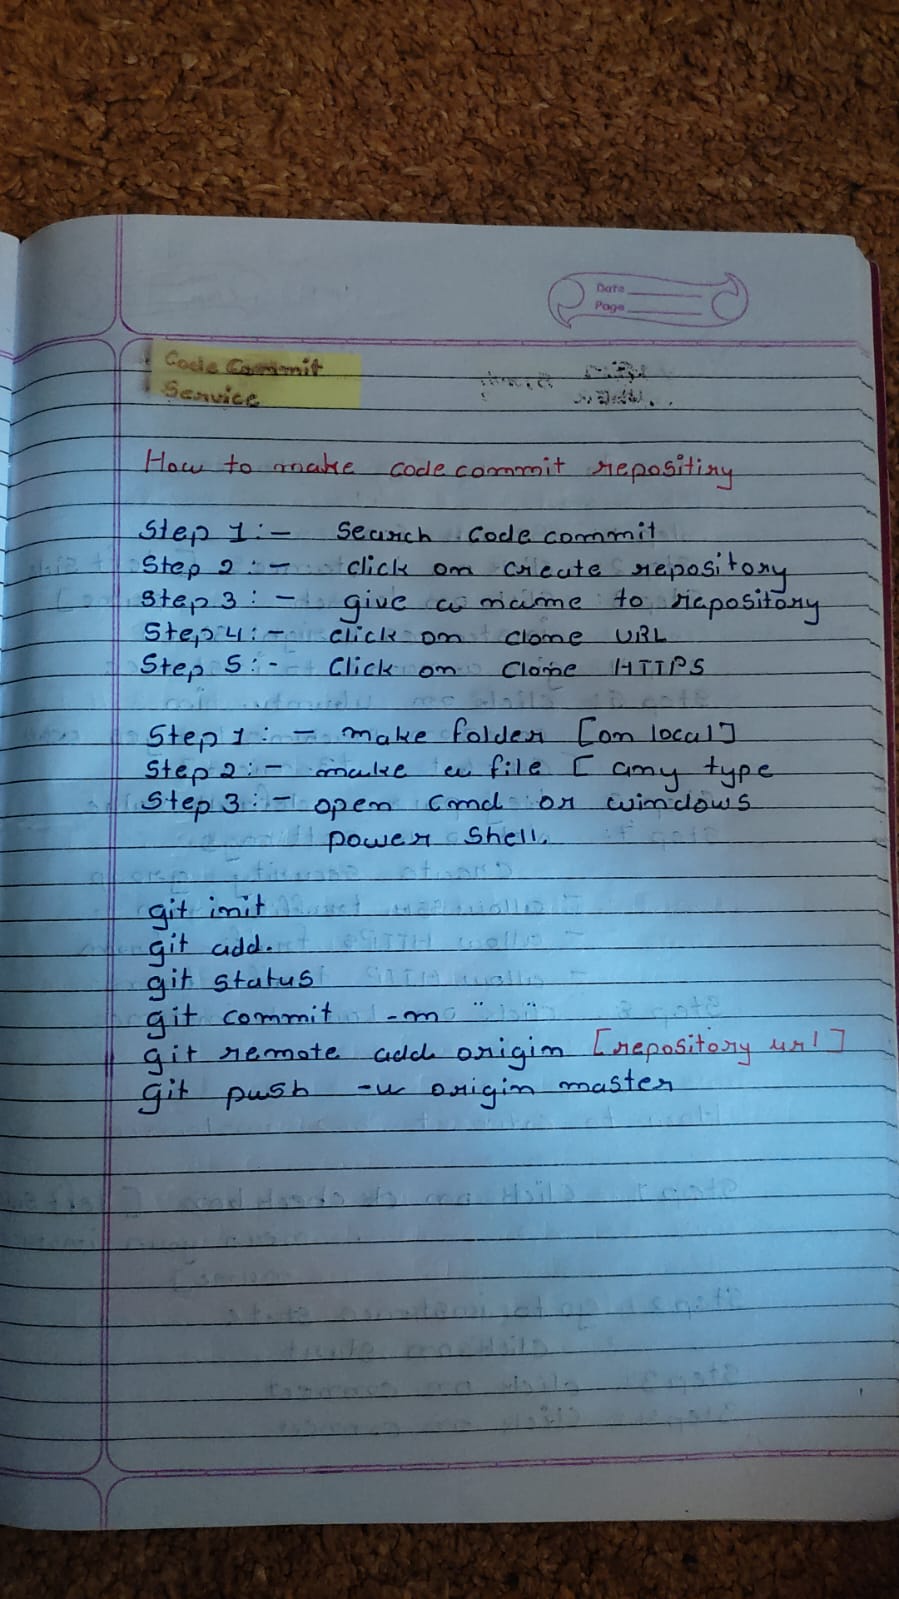 Date
Page
Code Commit
Service
How to make code commit repositiry
Step 1 :- Search Code commit
Step 2 :- click on create repository
Step 3 :- give a name to repository
Step 4 :- click on clone URL
Step 5 :- Click on Clone HTTPS
Step 1 :- make folder [on local]
Step 2 :- make a file [ any type
Step 3 :- open cmd or windows
power shell.
git init
git add.
git status
git commit -m " "
git remote add origin [repository url]
git push -u origin master